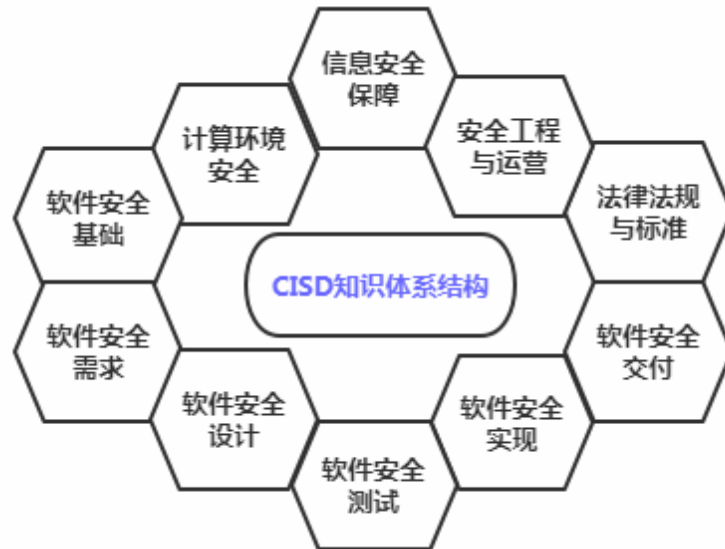 信息安全
保障
计算环境
安全
安全工程
与运营
软件安全
基础
法律法规
与标准
CISD知识体系结构
软件安全
需求
软件安全
交付
软件安全
设计
软件安全
实现
软件安全
测试